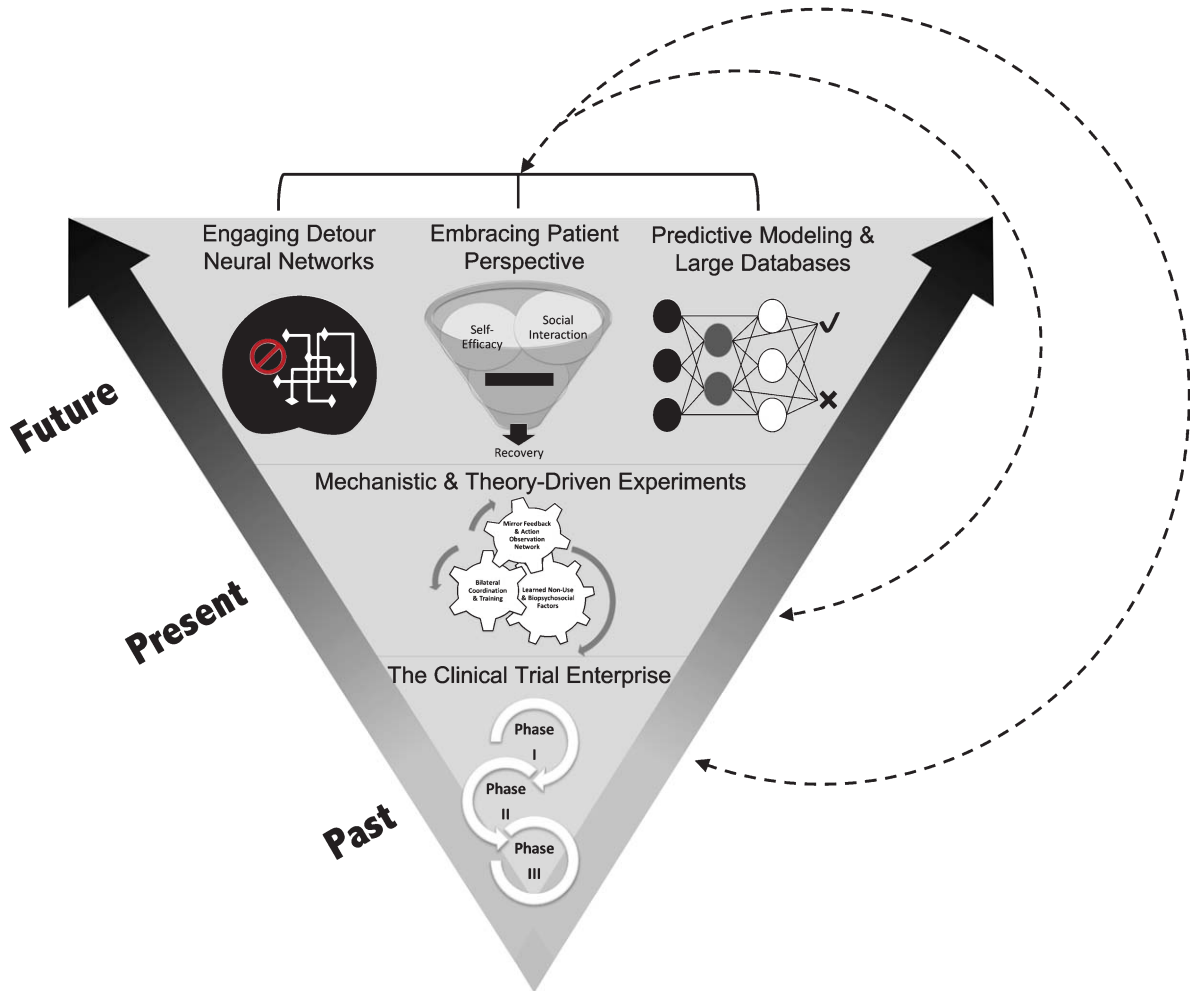 Engaging Detour
Neural Networks
Embracing Patient
Perspective
Predictive Modeling &
Large Databases
Self-
Efficacy
Social
Interaction
Recovery
Future
Mechanistic & Theory-Driven Experiments
Mirror Feedback
& Action
Observation
Network
Bilateral
Coordination
& Training
Learned Non-Use
& Biopsychosocial
Factors
Present
The Clinical Trial Enterprise
Phase
I
Phase
II
Phase
III
Past